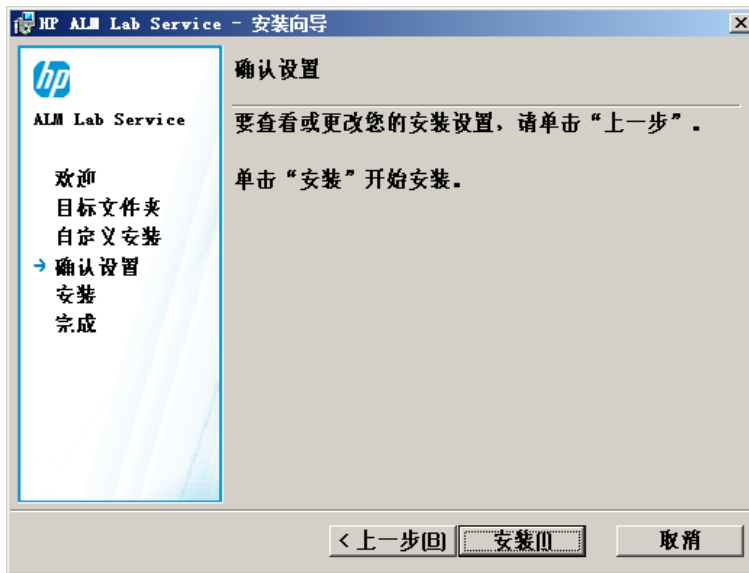 HP ALM Lab Service - 安装向导
hp
ALM Lab Service
欢迎
目标文件夹
自定义安装
确认设置
安装
完成
确认设置
要查看或更改您的安装设置，请单击“上一步”。
单击“安装”开始安装。
< 上一步(B)
安装(I)
取消